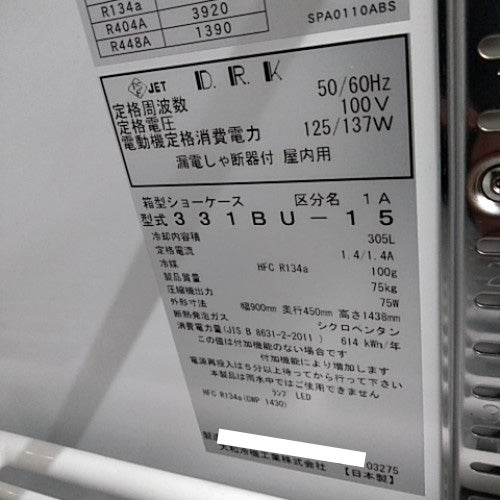 R134a 3920
R404A 1390
R448A
SPA0110ABS
JET D.R.K 50/60Hz
定格周波数 100V
定格電圧 125/137W
電動機定格消費電力
漏電しゃ断器付 屋内用
箱型ショーケース 区分名 1A
型式 331BU-15
冷却内容積 305L
定格電流 1.4/1.4A
冷媒 HFC R134a 100g
製品質量 75kg
圧縮機出力 75W
外形寸法 幅900mm 奥行450mm 高さ1438mm
断熱発泡ガス シクロペンタン
消費電力量(JIS B 8631-2-2011) 614 kWh/年
この値は付加機能のない場合です
付加機能により増加します
電源再投入は5分以上待ってから行って下さい
本製品は雨水中ではご使用できません
ランプ LED
HFC R134a(GWP 1430)
製造
大和冷機工業株式会社 03275
【日本製】